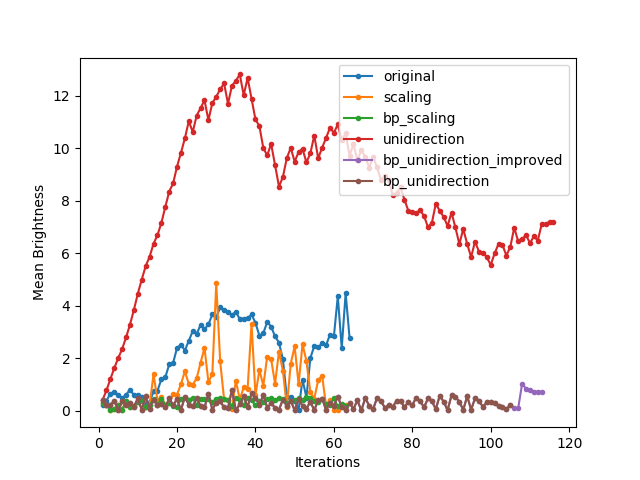 original
scaling
bp_scaling
unidirection
bp_unidirection_improved
bp_unidirection
12
10
8
6
4
2
0
Mean Brightness
0 20 40 60 80 100 120
Iterations